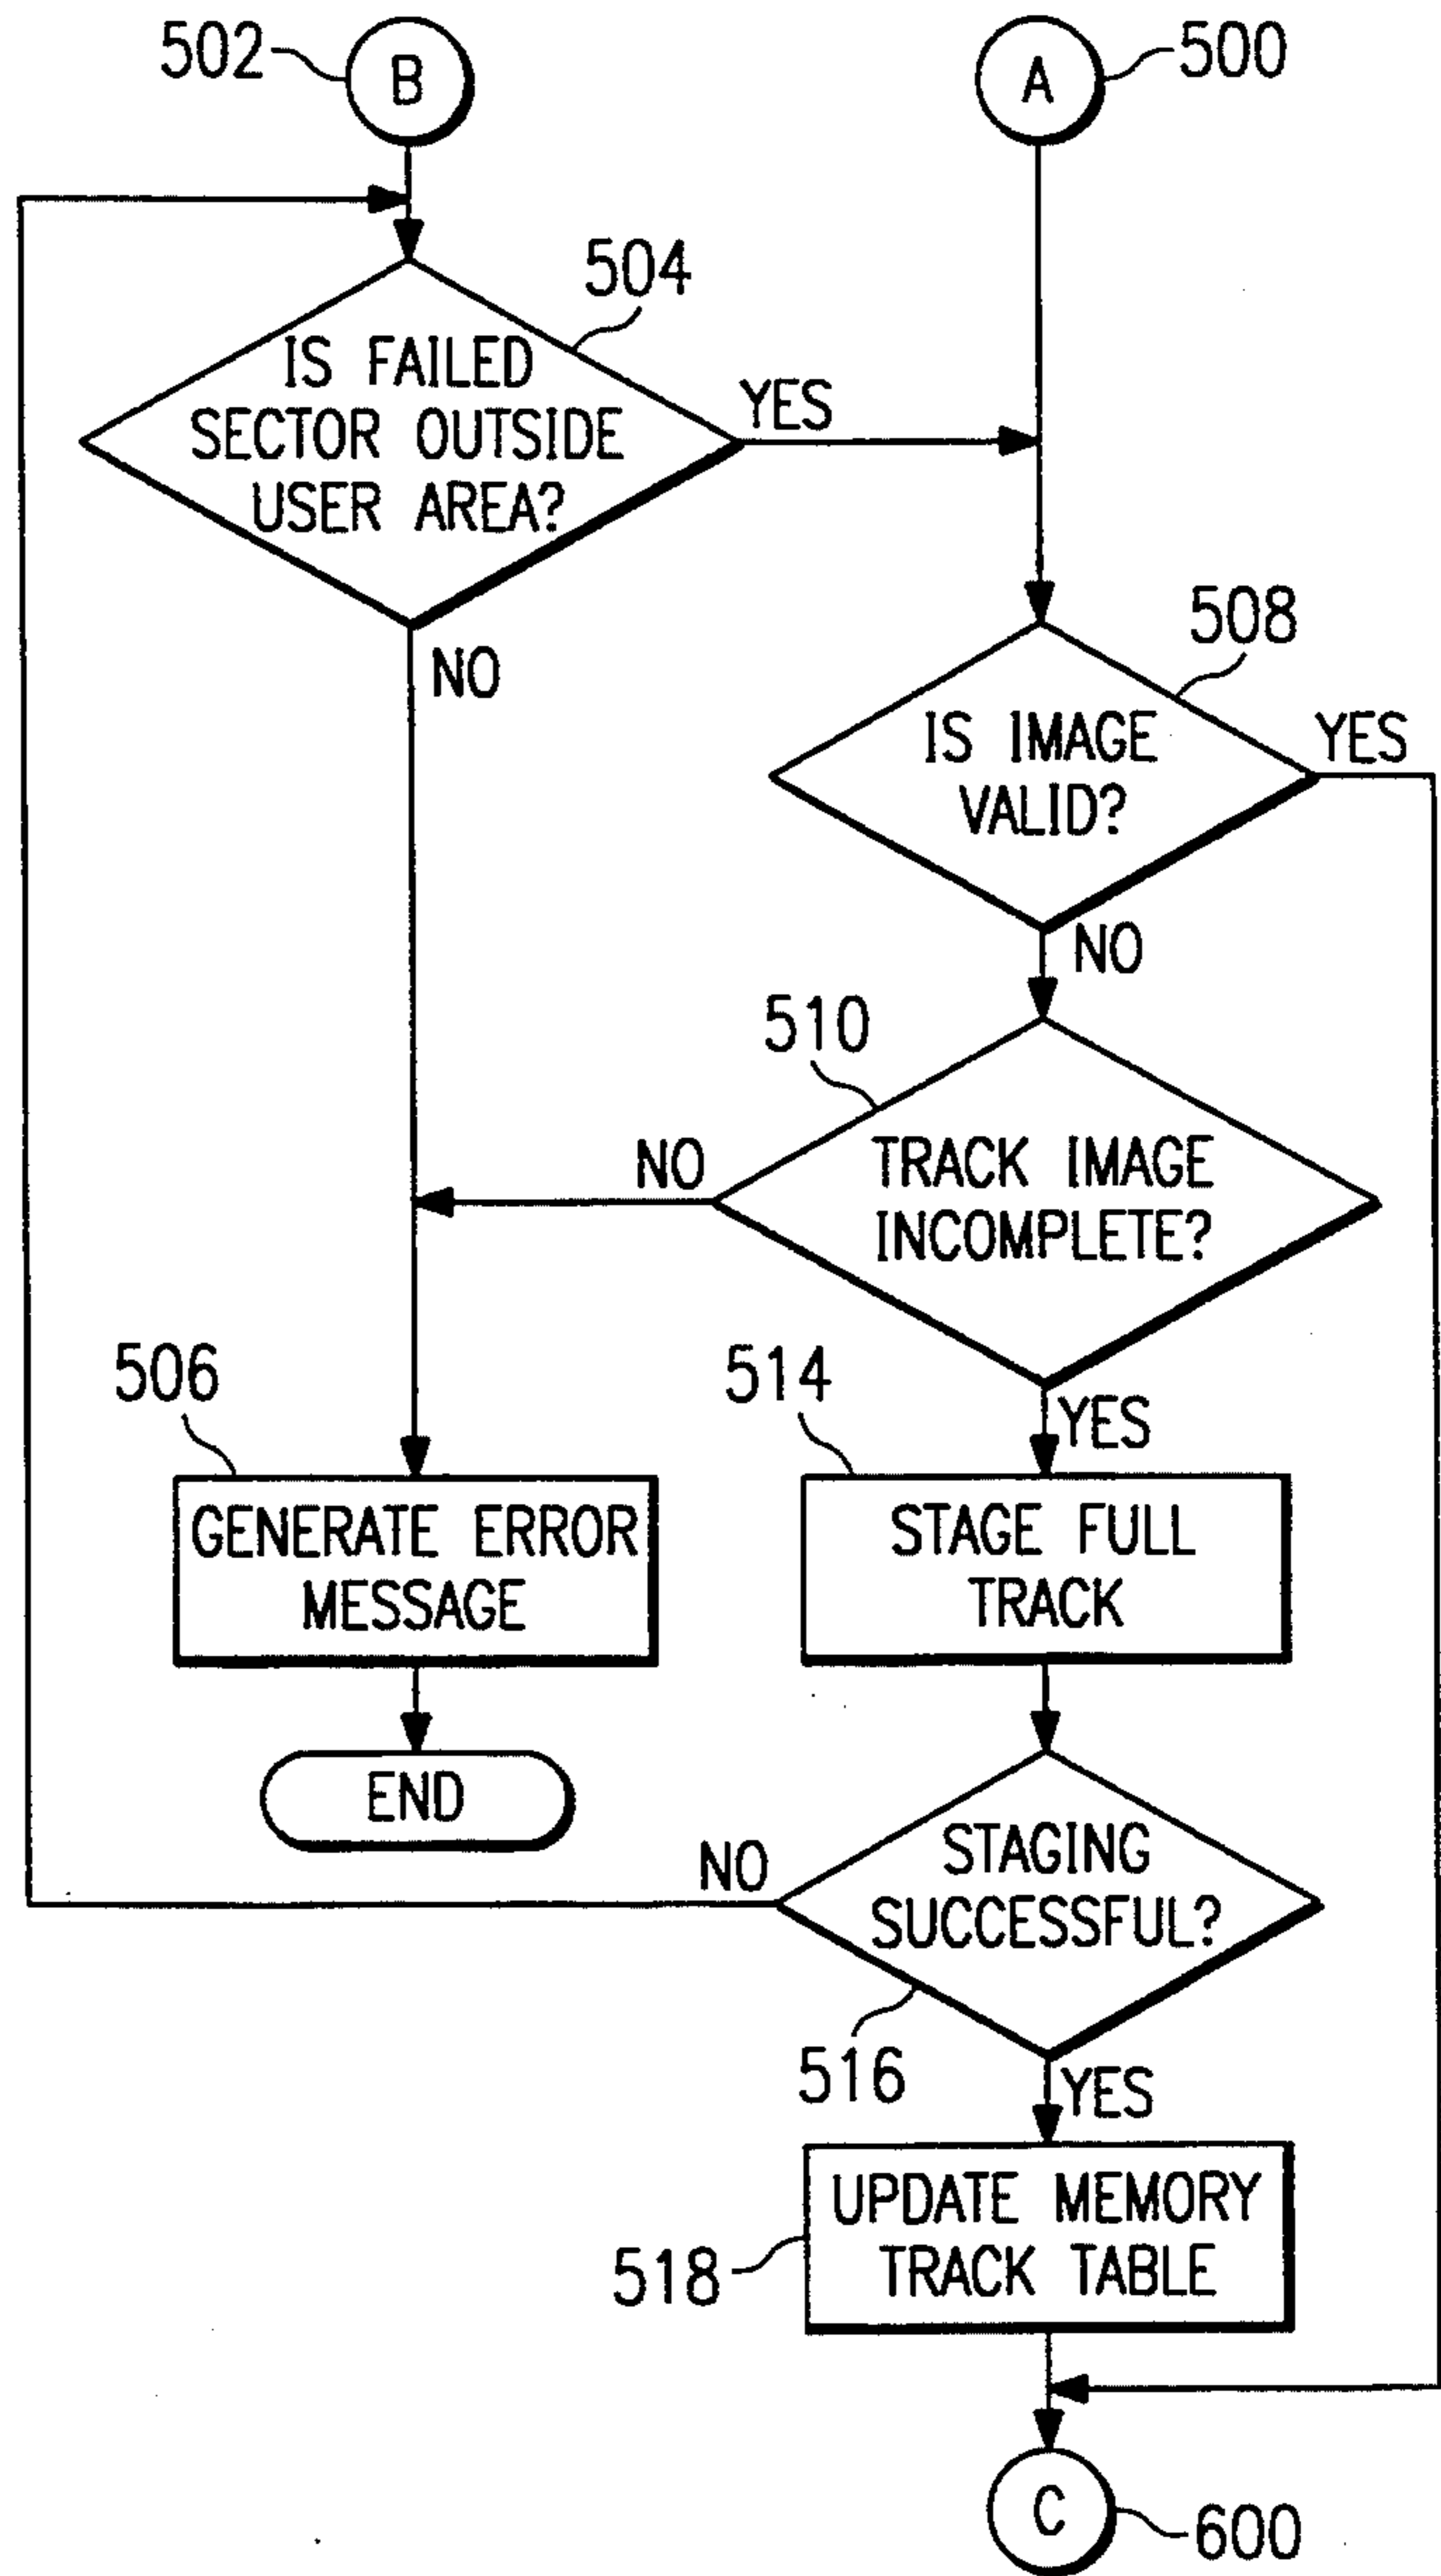 502
B
A
500
504
IS FAILED
SECTOR OUTSIDE
USER AREA?
YES
NO
508
IS IMAGE
VALID?
YES
NO
510
TRACK IMAGE
INCOMPLETE?
NO
YES
506
GENERATE ERROR
MESSAGE
514
STAGE FULL
TRACK
END
STAGING
SUCCESSFUL?
NO
516
YES
UPDATE MEMORY
TRACK TABLE
518
C
600